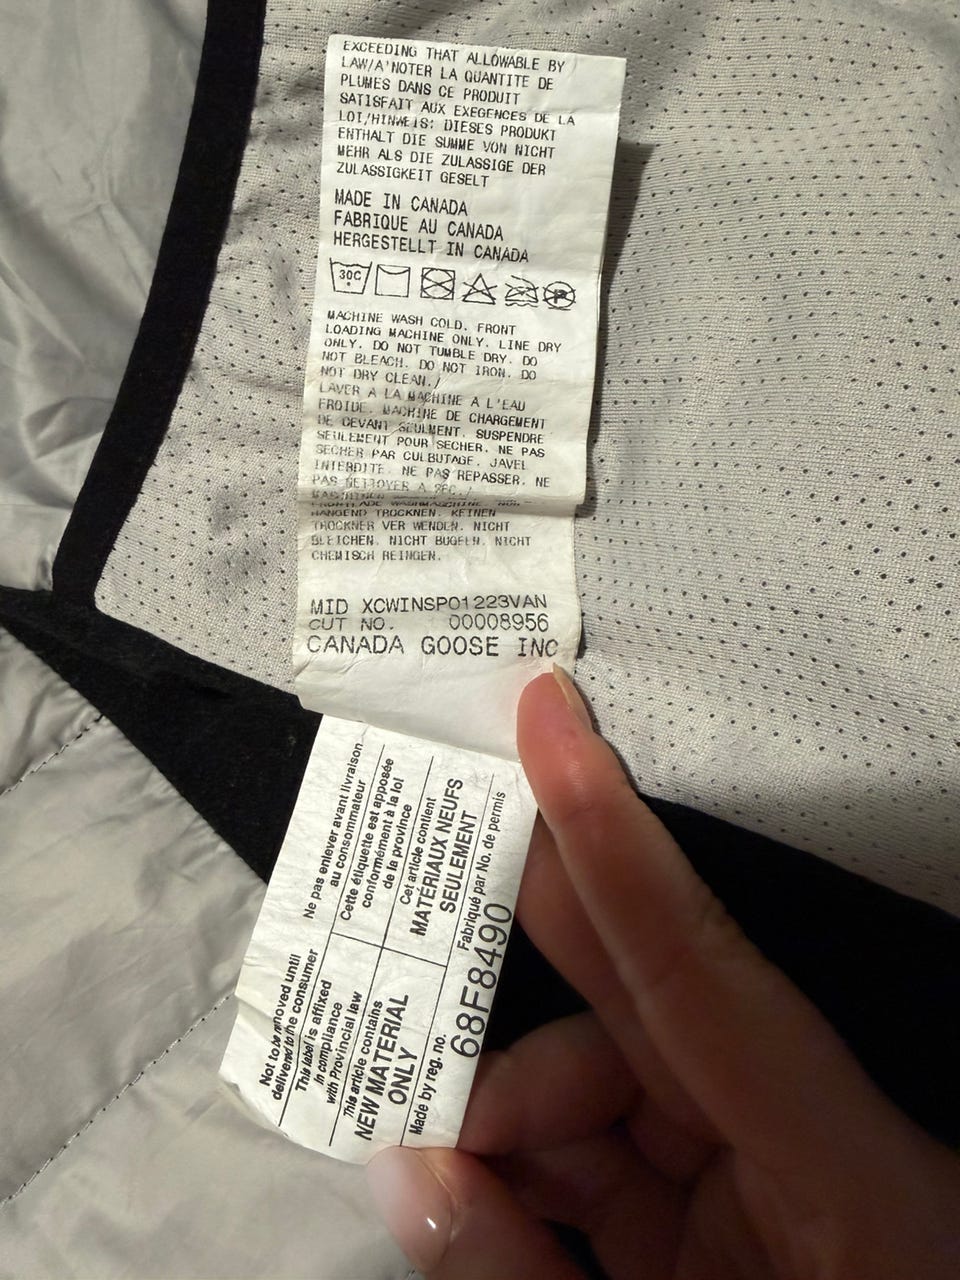 EXCEEDING THAT ALLOWABLE BY
LAW/A'NOTER LA QUANTITE DE
PLUMES DANS CE PRODUIT
SATISFAIT AUX EXEGENCES DE LA
LOI/HINWEIS: DIESES PRODUKT
ENTHALT DIE SUMME VON NICHT
MEHR ALS DIE ZULASSIGE DER
ZULASSIGKEIT GESELT
MADE IN CANADA
FABRIQUE AU CANADA
HERGESTELLT IN CANADA
30C
P
MACHINE WASH COLD. FRONT
LOADING MACHINE ONLY. LINE DRY
ONLY. DO NOT TUMBLE DRY. DO
NOT BLEACH. DO NOT IRON. DO
NOT DRY CLEAN./
LAVER A LA MACHINE A L'EAU
FROIDE. MACHINE DE CHARGEMENT
DE CEVANT SEULMENT. SUSPENDRE
SEULEMENT POUR SECHER. NE PAS
SECHER PAR CULBUTAGE. JAVEL
INTERDITE. NE PAS REPASSER. NE
PAS NETTOYER A SEC./
HANGEND TROCKNEN. KEINEN
TROCKNER VER WENDEN. NICHT
BLEICHEN. NICHT BUGELN. NICHT
CHEMISCH REINGEN.
MID XCWINSP01223VAN
CUT NO. 00008956
CANADA GOOSE INC
Not to be removed until
delivered to the consumer
This label is affixed
in compliance
with Provincial law
This article contains
NEW MATERIAL
ONLY
Made by reg. no.
Ne pas enlever avant livraison
au consommateur
Cette étiquette est apposée
conformément à la loi
de la province
Cet article contient
MATÉRIAUX NEUFS
SEULEMENT
Fabriqué par No. de permis
68F8490